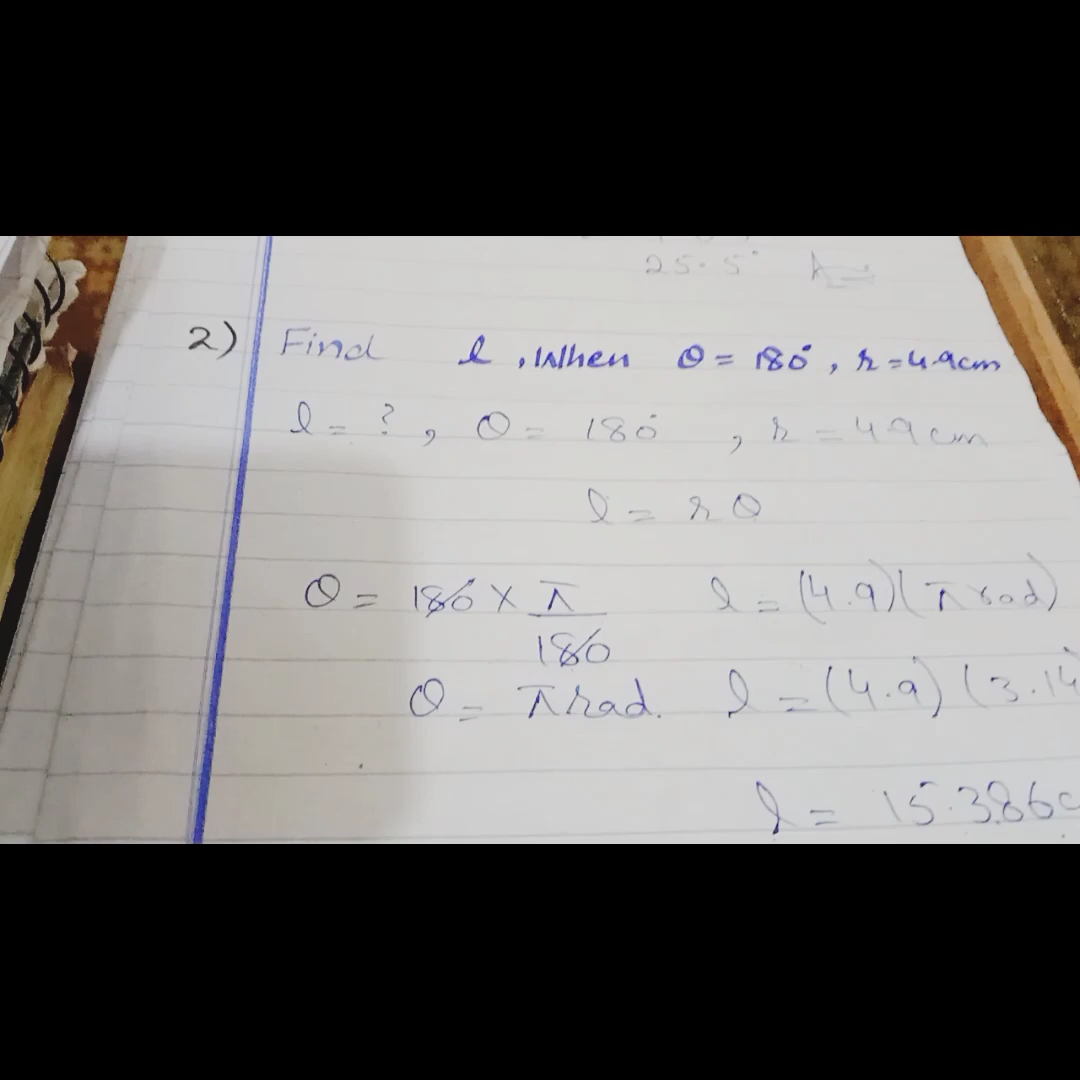 25.5°
2) Find l, When θ = 180°, r = 4.9cm
l = ?, θ = 180°, r = 4.9cm
l = rθ
θ = 180 × π/180 l = (4.9)(π rad)
θ = π rad. l = (4.9)(3.14
l = 15.386c